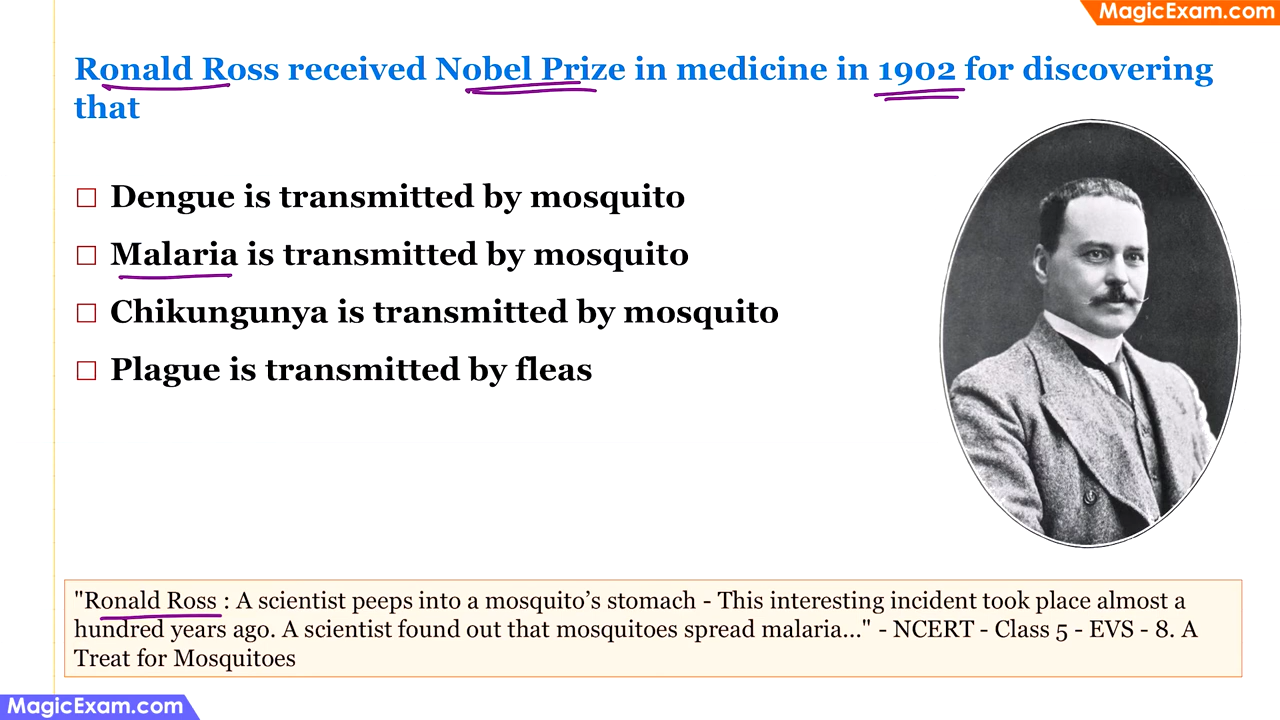 MagicExam.com
Ronald Ross received Nobel Prize in medicine in 1902 for discovering
that
Dengue is transmitted by mosquito
Malaria is transmitted by mosquito
Chikungunya is transmitted by mosquito
Plague is transmitted by fleas
"Ronald Ross : A scientist peeps into a mosquito’s stomach - This interesting incident took place almost a
hundred years ago. A scientist found out that mosquitoes spread malaria..." - NCERT - Class 5 - EVS - 8. A
Treat for Mosquitoes
MagicExam.com